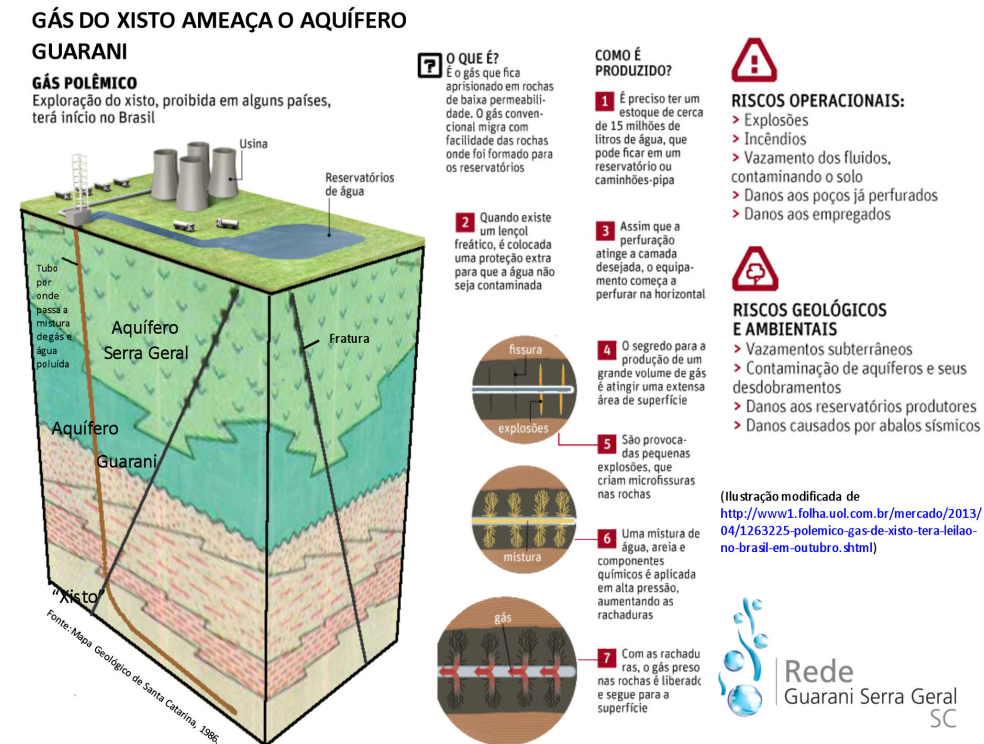 GÁS DO XISTO AMEAÇA O AQUÍFERO
GUARANI
GÁS POLÊMICO
Exploração do xisto, proibida em alguns países,
terá início no Brasil
Usina
Reservatórios
de água
Tubo
por
onde
passa a
mistura
degás e
água
poluída
Aquífero
Serra Geral
Fratura
Aquífero
Guarani
"Xisto"
Fonte: Mapa Geológico de Santa Catarina, 1986.
?
O QUE É?
É o gás que fica
aprisionado em rochas
de baixa permeabili-
dade. O gás conven-
cional migra com
facilidade das rochas
onde foi formado para
os reservatórios
COMO É
PRODUZIDO?
1 É preciso ter um
estoque de cerca
de 15 milhões de
litros de água, que
pode ficar em um
reservatório ou
caminhões-pipa
2 Quando existe
um lençol
freático, é colocada
uma proteção extra
para que a água não
seja contaminada
3 Assim que a
perfuração
atinge a camada
desejada, o equipa-
mento começa a
perfurar na horizontal
fissura
explosões
4 O segredo para a
produção de um
grande volume de gás
é atingir uma extensa
área de superfície
5 São provoca-
das pequenas
explosões, que
criam microfissuras
nas rochas
mistura
6 Uma mistura de
água, areia e
componentes
químicos é aplicada
em alta pressão,
aumentando as
rachaduras
gás
7 Com as rachadu
ras, o gás preso
nas rochas é liberado
e segue para a
superfície
RISCOS OPERACIONAIS:
> Explosões
> Incêndios
> Vazamento dos fluidos,
contaminando o solo
> Danos aos poços já perfurados
> Danos aos empregados
RISCOS GEOLÓGICOS
E AMBIENTAIS
> Vazamentos subterrâneos
> Contaminação de aquíferos e seus
desdobramentos
> Danos aos reservatórios produtores
> Danos causados por abalos sísmicos
(Ilustração modificada de
http://www1.folha.uol.com.br/mercado/2013/
04/1263225-polemico-gas-de-xisto-tera-leilao-
no-brasil-em-outubro.shtml)
Rede
Guarani Serra Geral
SC